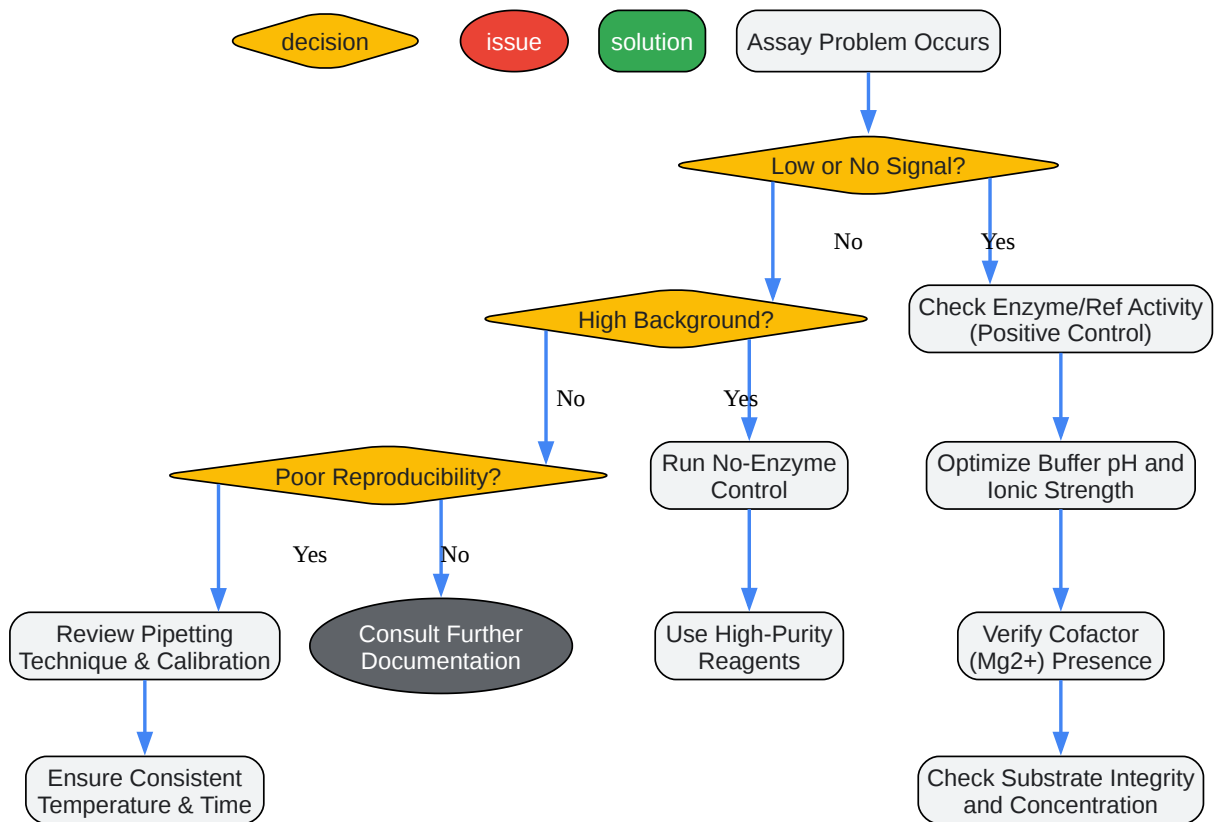 decision
issue
solution
Assay Problem Occurs
Low or No Signal?
No
Yes
High Background?
Check Enzyme/Ref Activity
(Positive Control)
No
Yes
Poor Reproducibility?
Run No-Enzyme
Control
Optimize Buffer pH and
Ionic Strength
Yes
No
Review Pipetting
Technique & Calibration
Consult Further
Documentation
Use High-Purity
Reagents
Verify Cofactor
(Mg2+) Presence
Ensure Consistent
Temperature & Time
Check Substrate Integrity
and Concentration